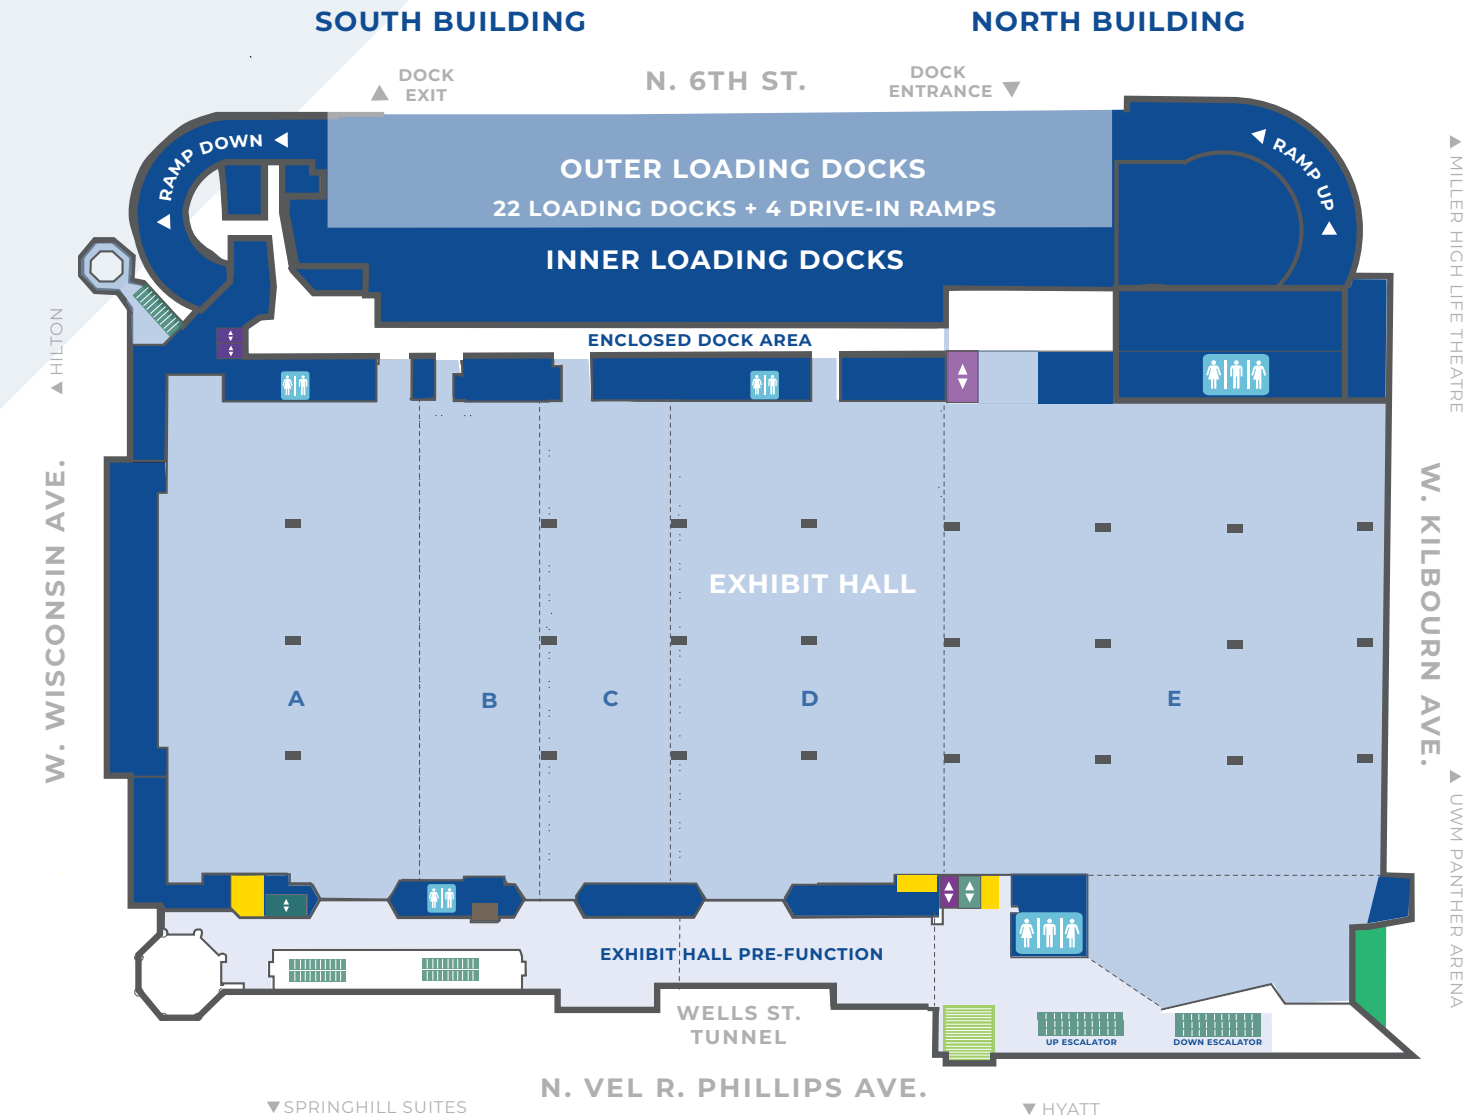 SOUTH BUILDING
NORTH BUILDING
N. 6TH ST.
DOCK
EXIT
DOCK
ENTRANCE
RAMP DOWN
OUTER LOADING DOCKS
22 LOADING DOCKS + 4 DRIVE-IN RAMPS
INNER LOADING DOCKS
RAMP UP
ENCLOSED DOCK AREA
HILTON
MILLER HIGH LIFE THEATRE
W. WISCONSIN AVE.
W. KILBOURN AVE.
EXHIBIT HALL
A
B
C
D
E
UWM PANTHER ARENA
EXHIBIT HALL PRE-FUNCTION
WELLS ST.
TUNNEL
UP ESCALATOR
DOWN ESCALATOR
N. VEL R. PHILLIPS AVE.
SPRINGHILL SUITES
HYATT